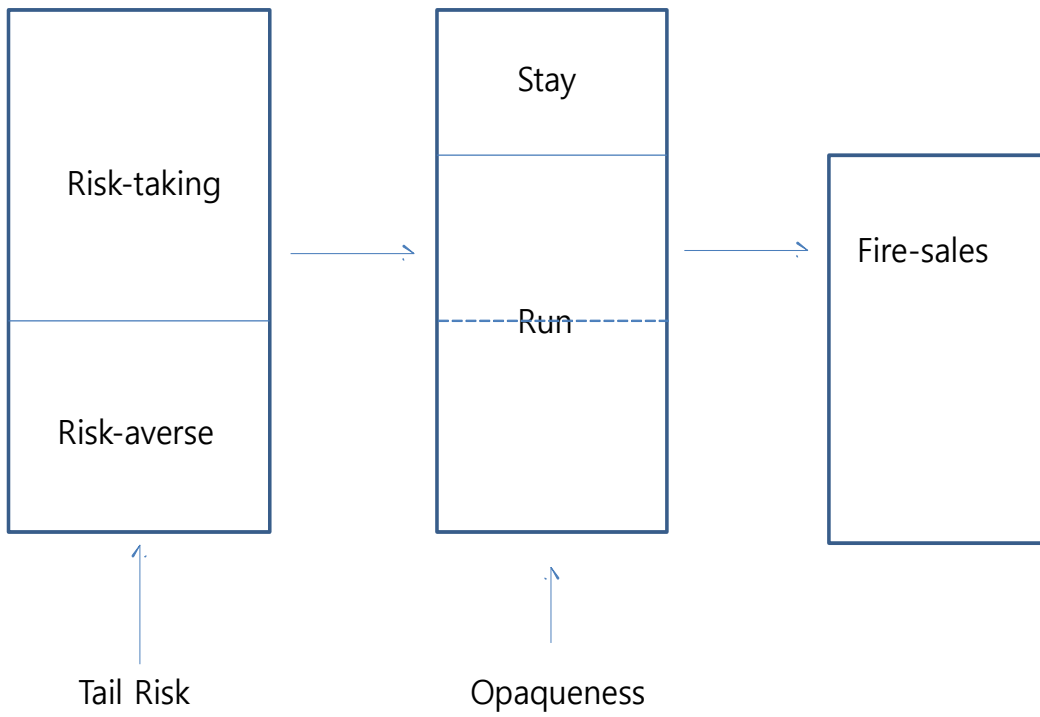 Stay
Risk-taking
Fire-sales
Run
Risk-averse
Tail Risk
Opaqueness